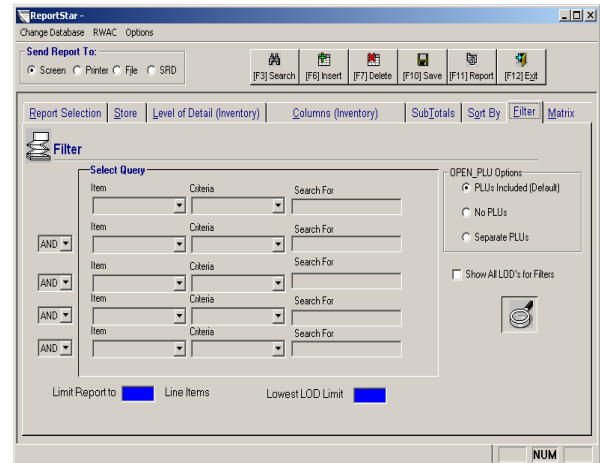 ReportStar -
Change Database RWAC Options
Send Report To:
Screen Printer File SRD
[F3] Search [F6] Insert [F7] Delete [F10] Save [F11] Report [F12] Exit
Report Selection Store Level of Detail (Inventory) Columns (Inventory) SubTotals Sort By Filter Matrix
Filter
Select Query
Item Criteria Search For
Item Criteria Search For
AND
Item Criteria Search For
AND
Item Criteria Search For
AND
Item Criteria Search For
AND
OPEN_PLU Options
PLUs Included (Default)
No PLUs
Separate PLUs
Show All LOD's for Filters
Limit Report to Line Items Lowest LOD Limit
NUM